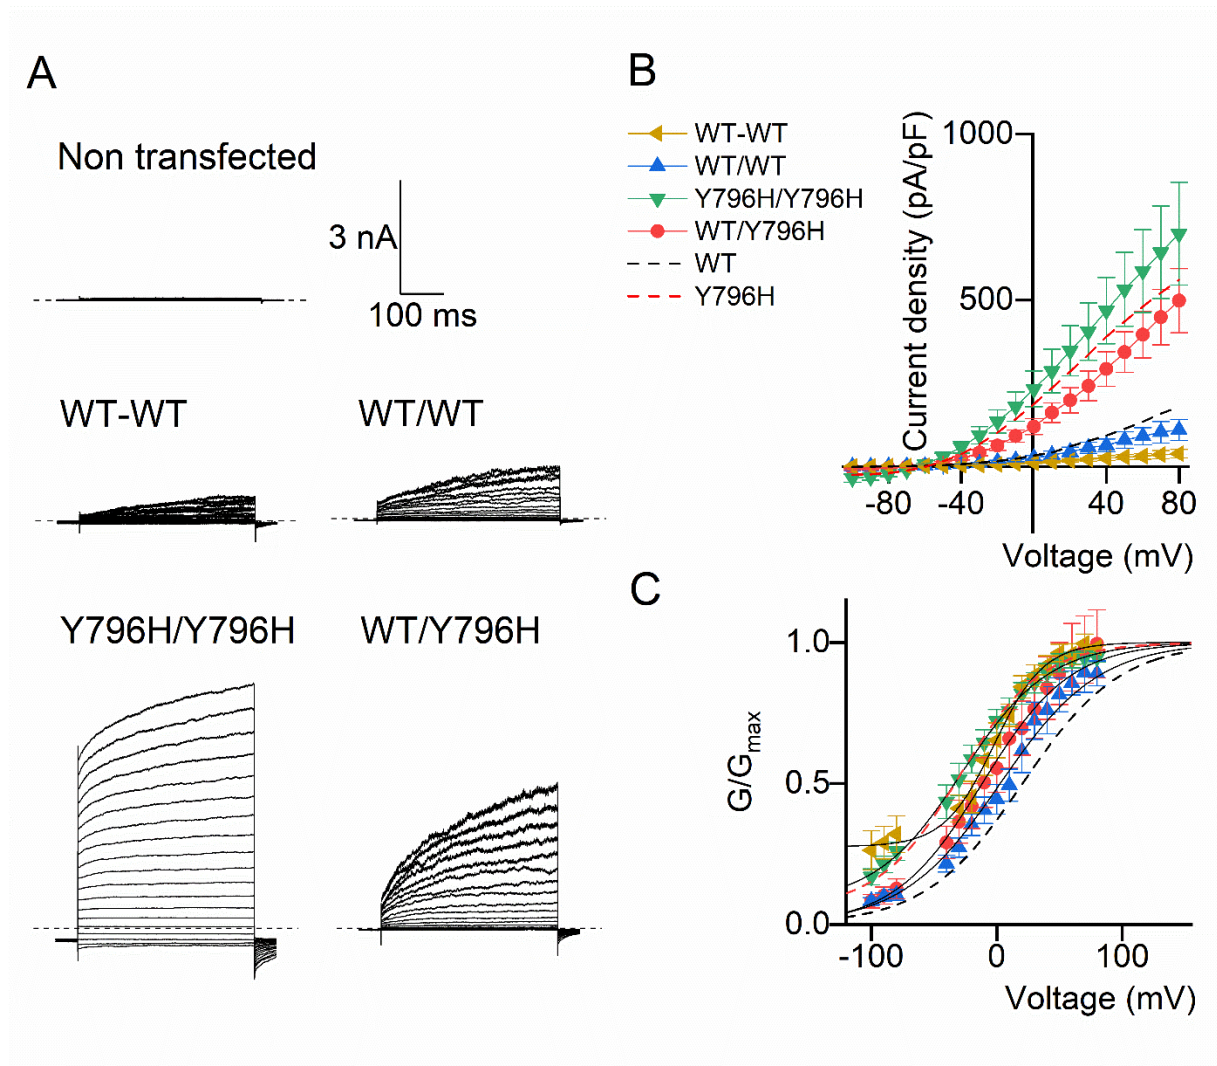 A
Non transfected
3 nA
100 ms
WT-WT
WT/WT
Y796H/Y796H
WT/Y796H
B
WT-WT
WT/WT
Y796H/Y796H
WT/Y796H
WT
Y796H
Current density (pA/pF)
1000
500
-80
-40
40
80
Voltage (mV)
C
G/Gmax
1.0
0.5
0.0
-100
0
100
Voltage (mV)